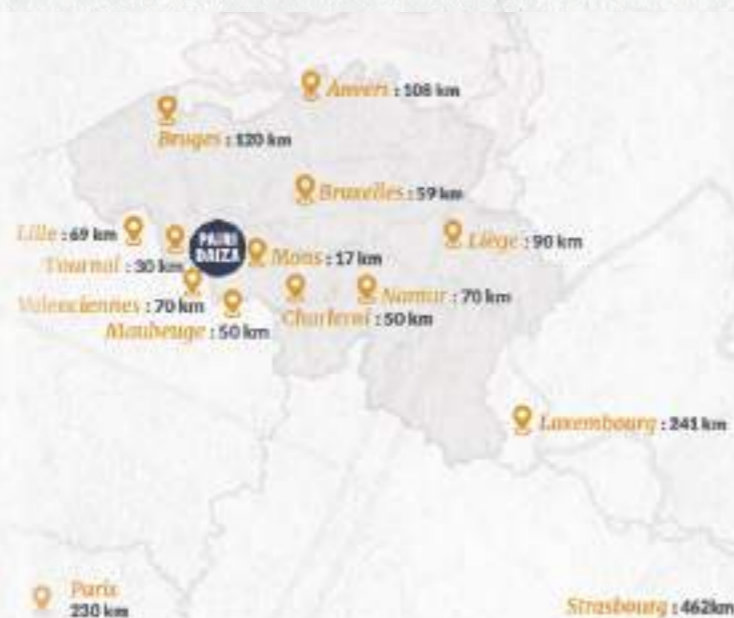 Anvers : 108 km
Bruges : 120 km
Bruxelles : 59 km
Lille : 69 km
PAIRI
DAIZA
Liège : 90 km
Mons : 17 km
Tournai : 30 km
Namur : 70 km
Valenciennes : 70 km
Charleroi : 50 km
Maubeuge : 50 km
Luxembourg : 241 km
Paris
230 km
Strasbourg : 462km